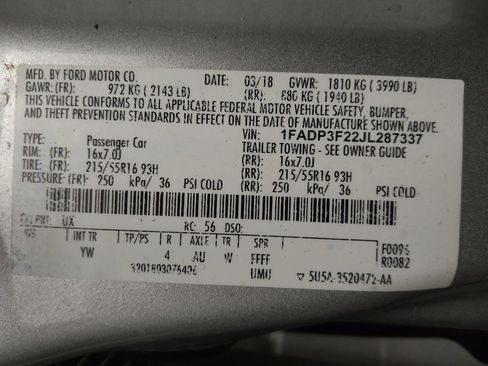 MFD. BY FORD MOTOR CO. DATE: 03/18 GVWR: 1810 KG ( 3990 LB)
GAWR: (FR): 972 KG ( 2143 LB) (RR): 880 KG ( 1940 LB)
THIS VEHICLE CONFORMS TO ALL APPLICABLE FEDERAL MOTOR VEHICLE SAFETY, BUMPER,
AND THEFT PREVENTION STANDARDS IN EFFECT ON THE DATE OF MANUFACTURE SHOWN ABOVE.
VIN: 1FADP3F22JL287337
TYPE: Passenger Car TRAILER TOWING - SEE OWNER GUIDE
RIM: (FR): 16x7.0J (RR): 16x7.0J
TIRE: (FR): 215/55R16 93H (RR): 215/55R16 93H
PRESSURE: (FR): 250 kPa/ 36 PSI COLD (RR): 250 kPa/ 36 PSI COLD
EXT PNT: UX RC: 56 DSO:
WB INT TR TP/PS R AXLE TR SPR F0096
YW 4 AU W FFFF R0082
3201803076406 UMU ▽ 5U5A-3520472-AA